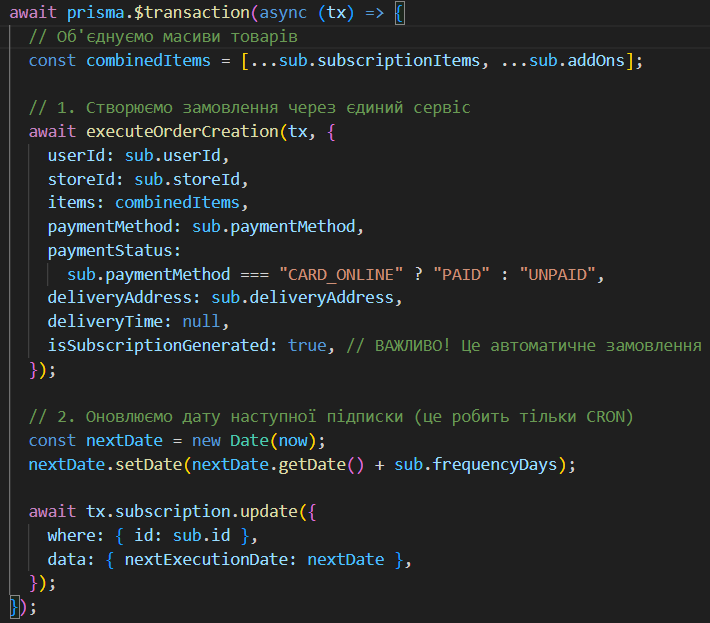 await prisma.$transaction(async (tx) => {
// Об'єднуємо масиви товарів
const combinedItems = [...sub.subscriptionItems, ...sub.addOns];
// 1. Створюємо замовлення через єдиний сервіс
await executeOrderCreation(tx, {
userId: sub.userId,
storeId: sub.storeId,
items: combinedItems,
paymentMethod: sub.paymentMethod,
paymentStatus:
sub.paymentMethod === "CARD_ONLINE" ? "PAID" : "UNPAID",
deliveryAddress: sub.deliveryAddress,
deliveryTime: null,
isSubscriptionGenerated: true, // ВАЖЛИВО! Це автоматичне замовлення
});
// 2. Оновлюємо дату наступної підписки (це робить тільки CRON)
const nextDate = new Date(now);
nextDate.setDate(nextDate.getDate() + sub.frequencyDays);
await tx.subscription.update({
where: { id: sub.id },
data: { nextExecutionDate: nextDate },
});
});